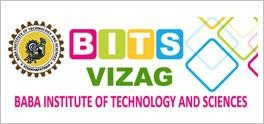 BITS
VIZAG
BABA INSTITUTE OF TECHNOLOGY AND SCIENCES